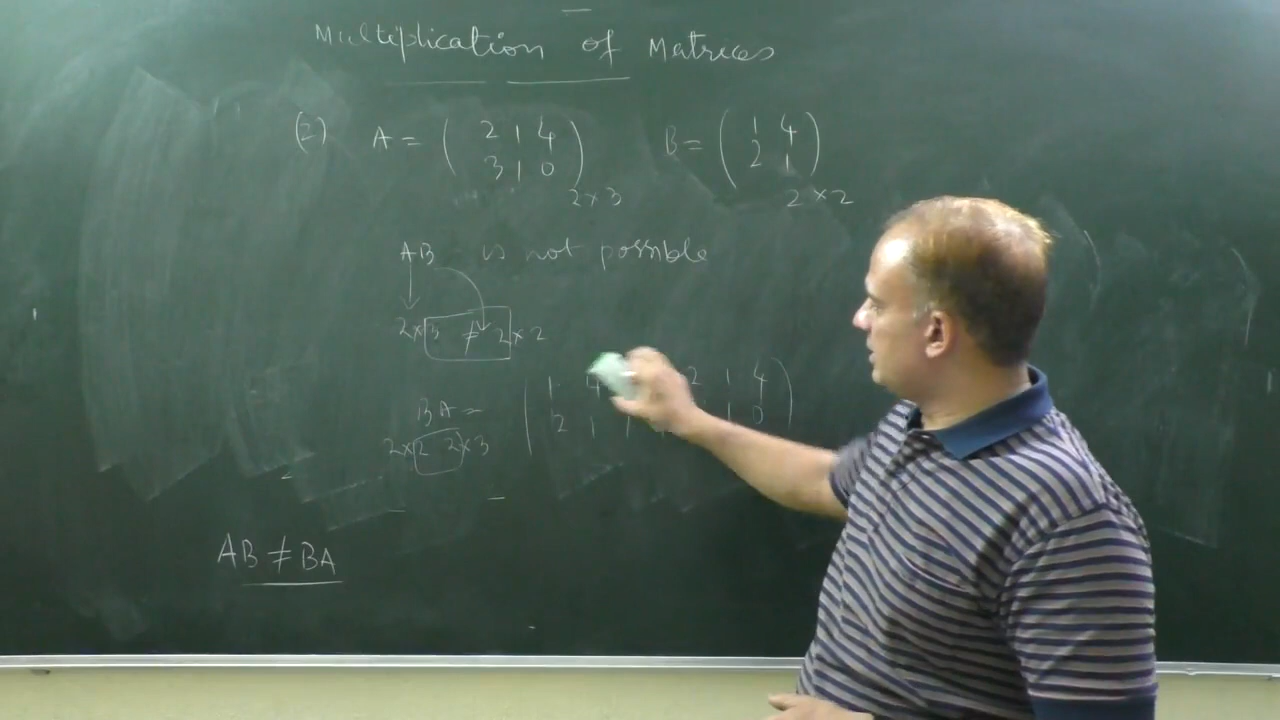 Multiplication of Matrices
(2) A = ( 2 1 4 B = ( 1 4
3 1 0 ) 2 1 )
2×3 2×2
AB is not possible
2×3 ≠ 2×2
1 4 2 1 4
BA =
2 1 1 1 0
2×2 2×3
AB ≠ BA